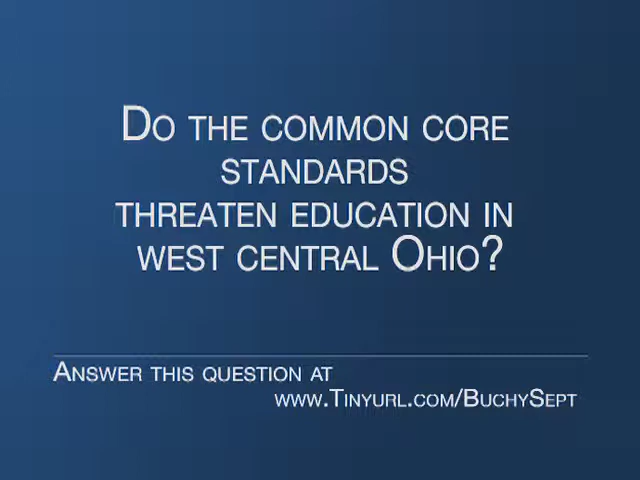 Do the common core
standards
threaten education in
west central Ohio?
Answer this question at
www.Tinyurl.com/BuchySept